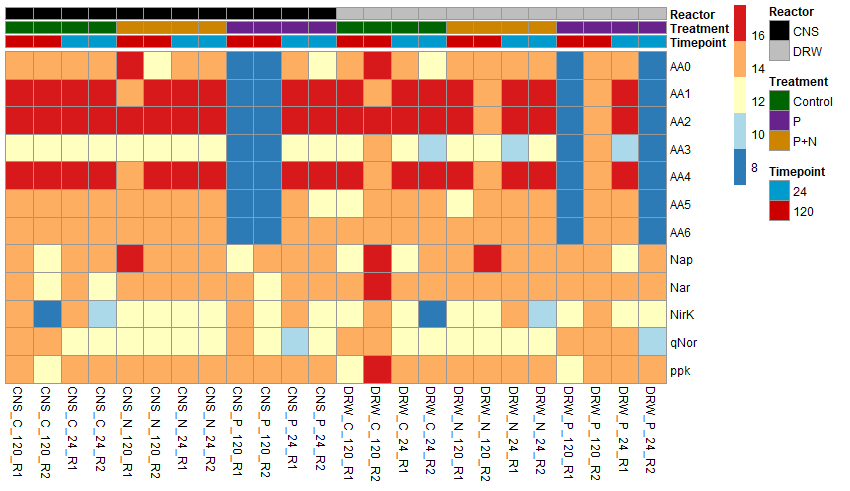 Reactor
Treatment
Timepoint
AA0
AA1
AA2
AA3
AA4
AA5
AA6
Nap
Nar
NirK
qNor
ppk
CNS_C_120_R1
CNS_C_120_R2
CNS_C_24_R1
CNS_C_24_R2
CNS_N_120_R1
CNS_N_120_R2
CNS_N_24_R1
CNS_N_24_R2
CNS_P_120_R1
CNS_P_120_R2
CNS_P_24_R1
CNS_P_24_R2
DRW_C_120_R1
DRW_C_120_R2
DRW_C_24_R1
DRW_C_24_R2
DRW_N_120_R1
DRW_N_120_R2
DRW_N_24_R1
DRW_N_24_R2
DRW_P_120_R1
DRW_P_120_R2
DRW_P_24_R1
DRW_P_24_R2
16
14
12
10
8
Reactor
CNS
DRW
Treatment
Control
P
P+N
Timepoint
24
120